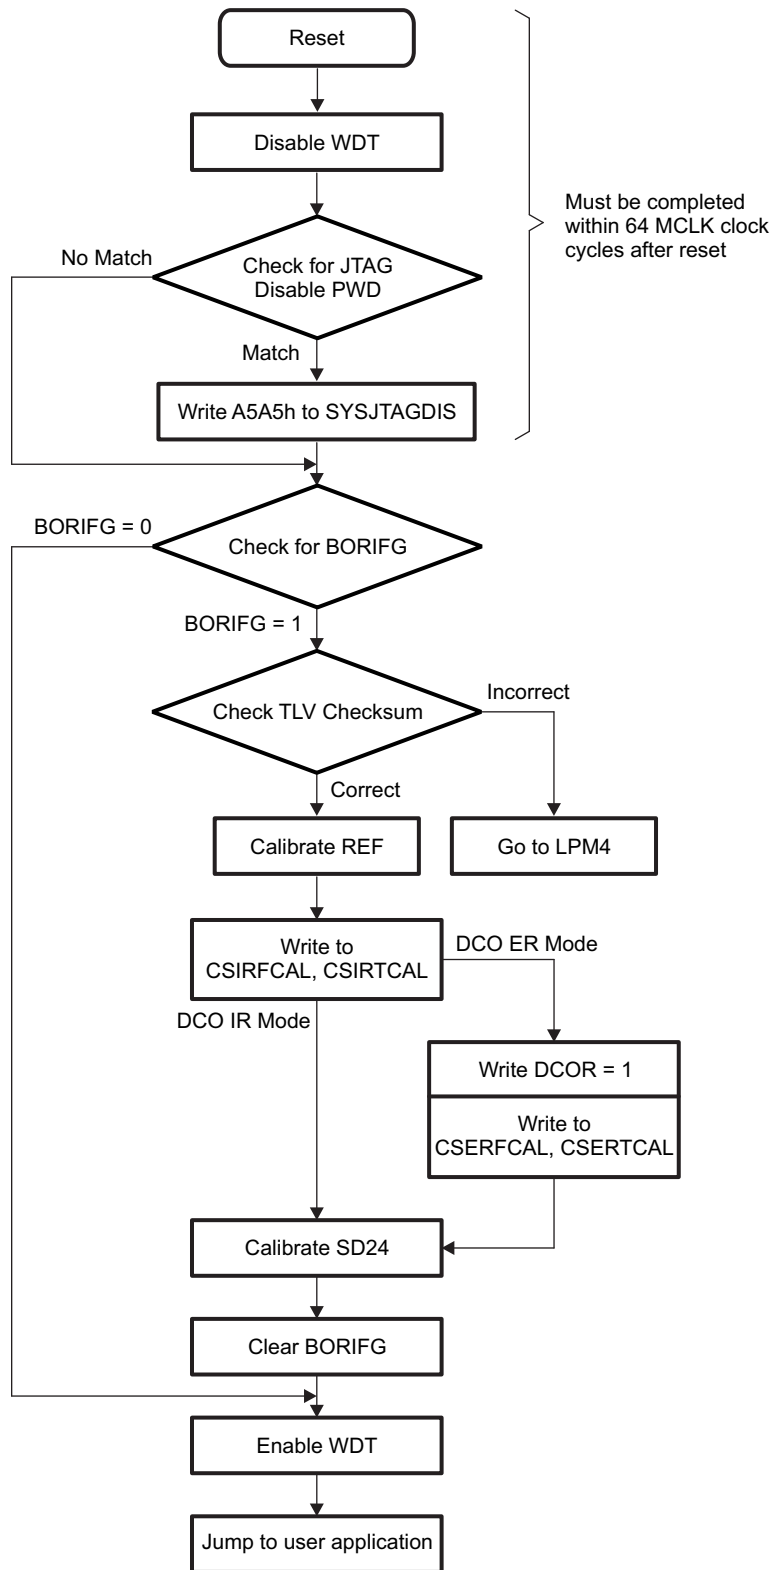 Reset
Disable WDT
Must be completed
within 64 MCLK clock
cycles after reset
No Match
Check for JTAG
Disable PWD
Match
Write A5A5h to SYSJTAGDIS
BORIFG = 0
Check for BORIFG
BORIFG = 1
Incorrect
Check TLV Checksum
Correct
Calibrate REF
Go to LPM4
Write to
CSIRFCAL, CSIRTCAL
DCO ER Mode
DCO IR Mode
Write DCOR = 1
Write to
CSERFCAL, CSERTCAL
Calibrate SD24
Clear BORIFG
Enable WDT
Jump to user application